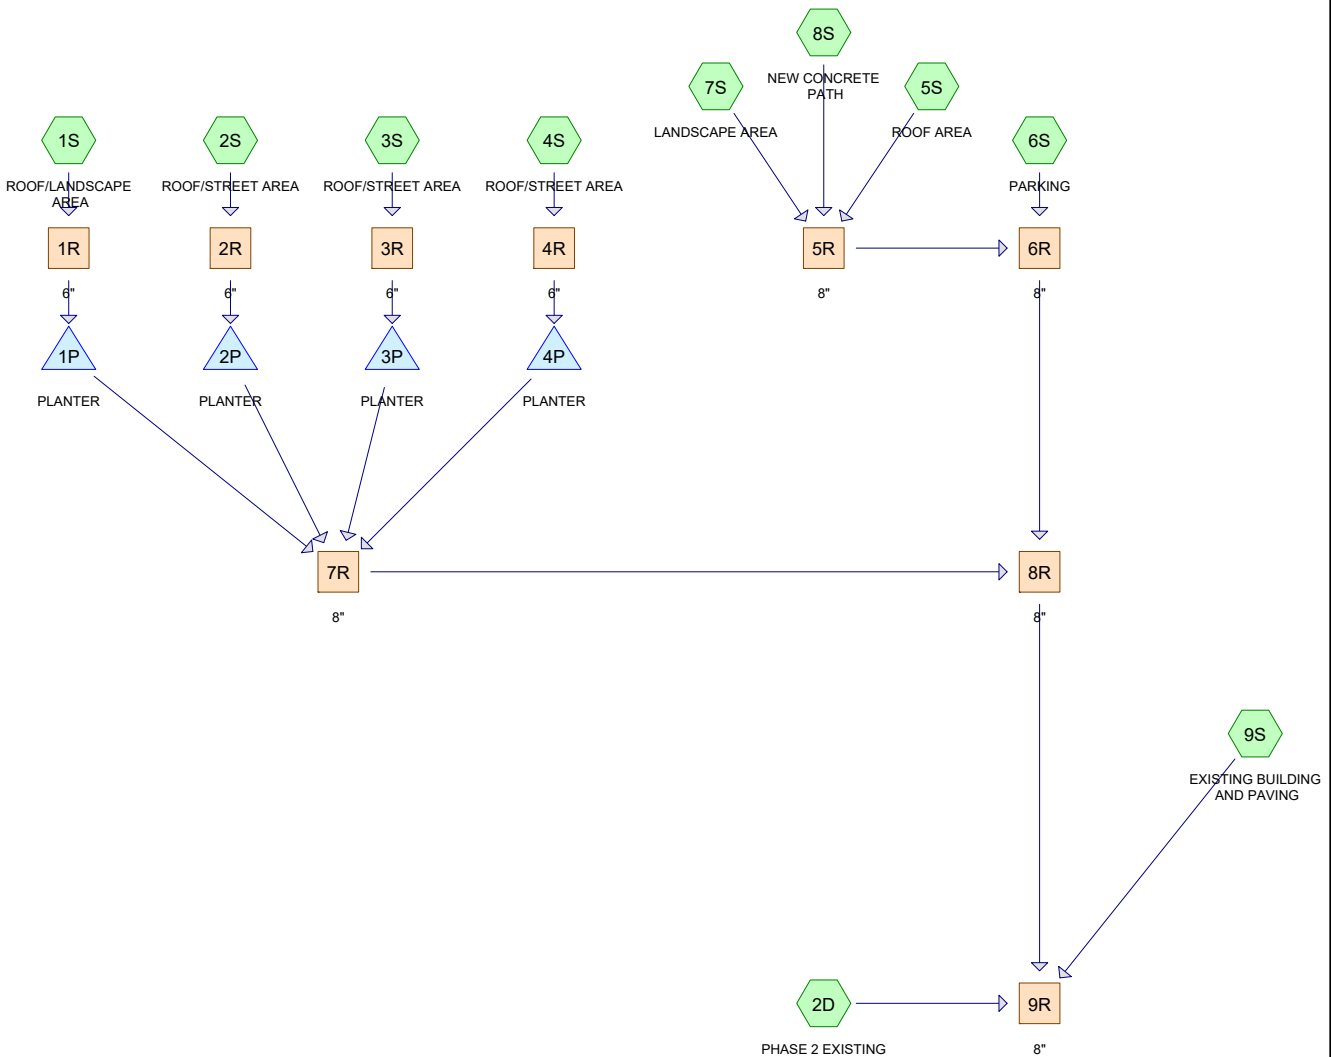 8S
NEW CONCRETE
PATH
7S
LANDSCAPE AREA
5S
ROOF AREA
1S
ROOF/LANDSCAPE
AREA
2S
ROOF/STREET AREA
3S
ROOF/STREET AREA
4S
ROOF/STREET AREA
6S
PARKING
1R
6"
2R
6"
3R
6"
4R
6"
5R
8"
6R
8"
1P
PLANTER
2P
PLANTER
3P
PLANTER
4P
PLANTER
7R
8"
8R
8"
9S
EXISTING BUILDING
AND PAVING
2D
PHASE 2 EXISTING
9R
8"